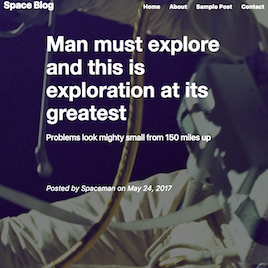 Space Blog
Home About Sample Post Contact
Man must explore
and this is
exploration at its
greatest
Problems look mighty small from 150 miles up
Posted by Spaceman on May 24, 2017